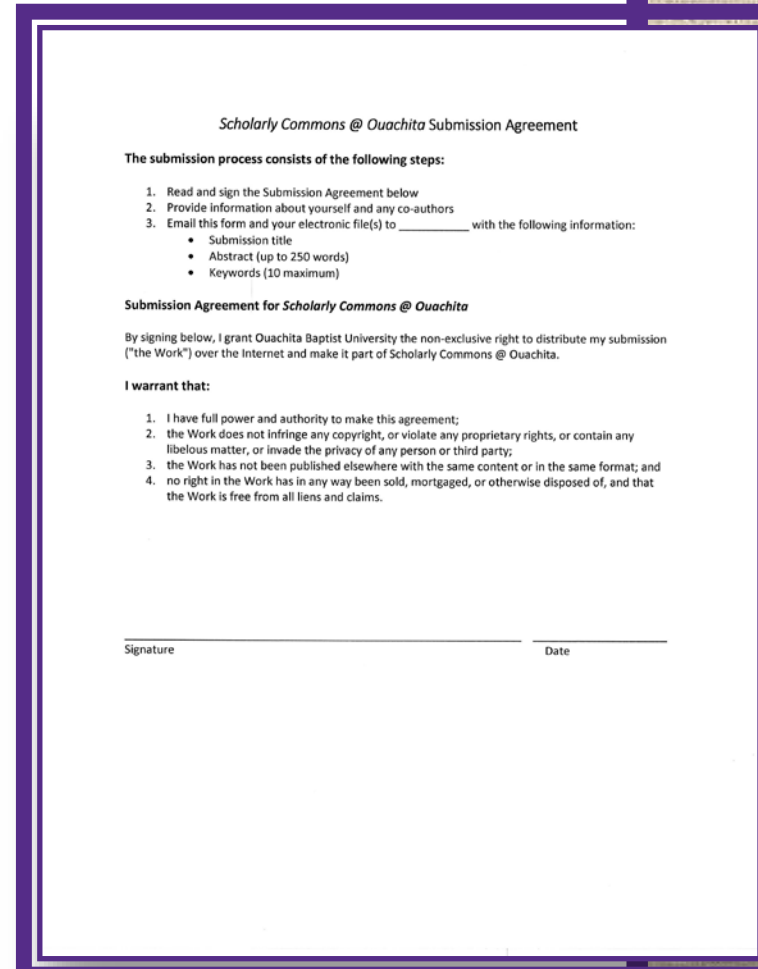 Scholarly Commons @ Ouachita Submission Agreement
The submission process consists of the following steps:
1. Read and sign the Submission Agreement below
2. Provide information about yourself and any co-authors
3. Email this form and your electronic file(s) to ___________ with the following information:
• Submission title
• Abstract (up to 250 words)
• Keywords (10 maximum)
Submission Agreement for Scholarly Commons @ Ouachita
By signing below, I grant Ouachita Baptist University the non-exclusive right to distribute my submission
("the Work") over the Internet and make it part of Scholarly Commons @ Ouachita.
I warrant that:
1. I have full power and authority to make this agreement;
2. the Work does not infringe any copyright, or violate any proprietary rights, or contain any
libelous matter, or invade the privacy of any person or third party;
3. the Work has not been published elsewhere with the same content or in the same format; and
4. no right in the Work has in any way been sold, mortgaged, or otherwise disposed of, and that
the Work is free from all liens and claims.
Signature Date